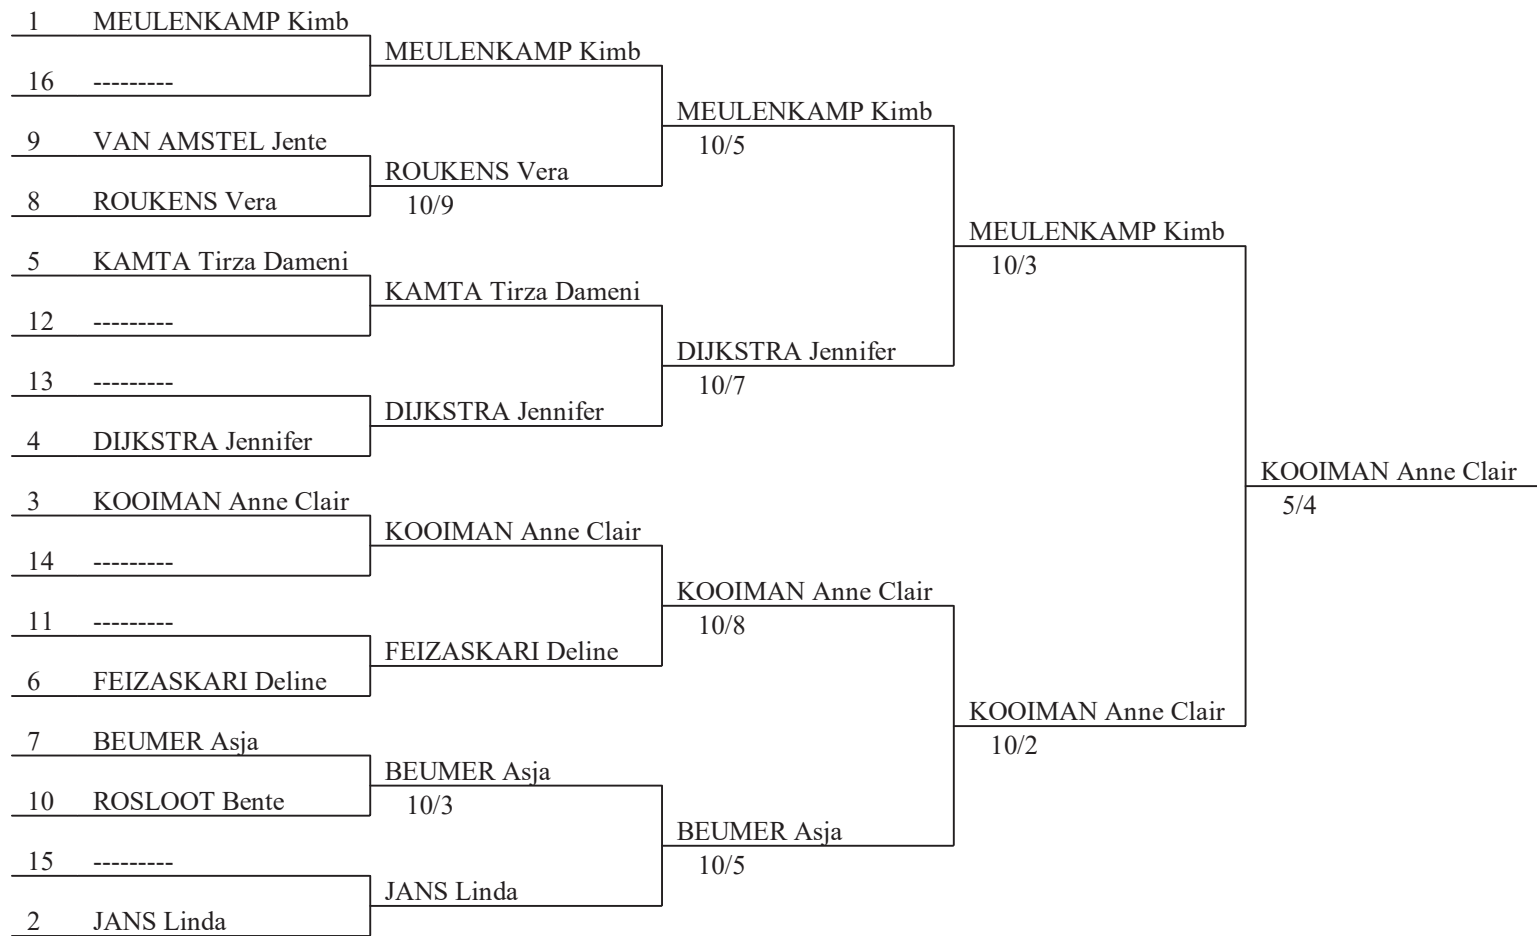 1 MEULENKAMP Kimb
16 ---------
9 VAN AMSTEL Jente
8 ROUKENS Vera
5 KAMTA Tirza Dameni
12 ---------
13 ---------
4 DIJKSTRA Jennifer
3 KOOIMAN Anne Clair
14 ---------
11 ---------
6 FEIZASKARI Deline
7 BEUMER Asja
10 ROSLOOT Bente
15 ---------
2 JANS Linda
MEULENKAMP Kimb
ROUKENS Vera
10/9
KAMTA Tirza Dameni
DIJKSTRA Jennifer
KOOIMAN Anne Clair
FEIZASKARI Deline
BEUMER Asja
10/3
JANS Linda
MEULENKAMP Kimb
10/5
DIJKSTRA Jennifer
10/7
KOOIMAN Anne Clair
10/8
BEUMER Asja
10/5
MEULENKAMP Kimb
10/3
KOOIMAN Anne Clair
10/2
KOOIMAN Anne Clair
5/4